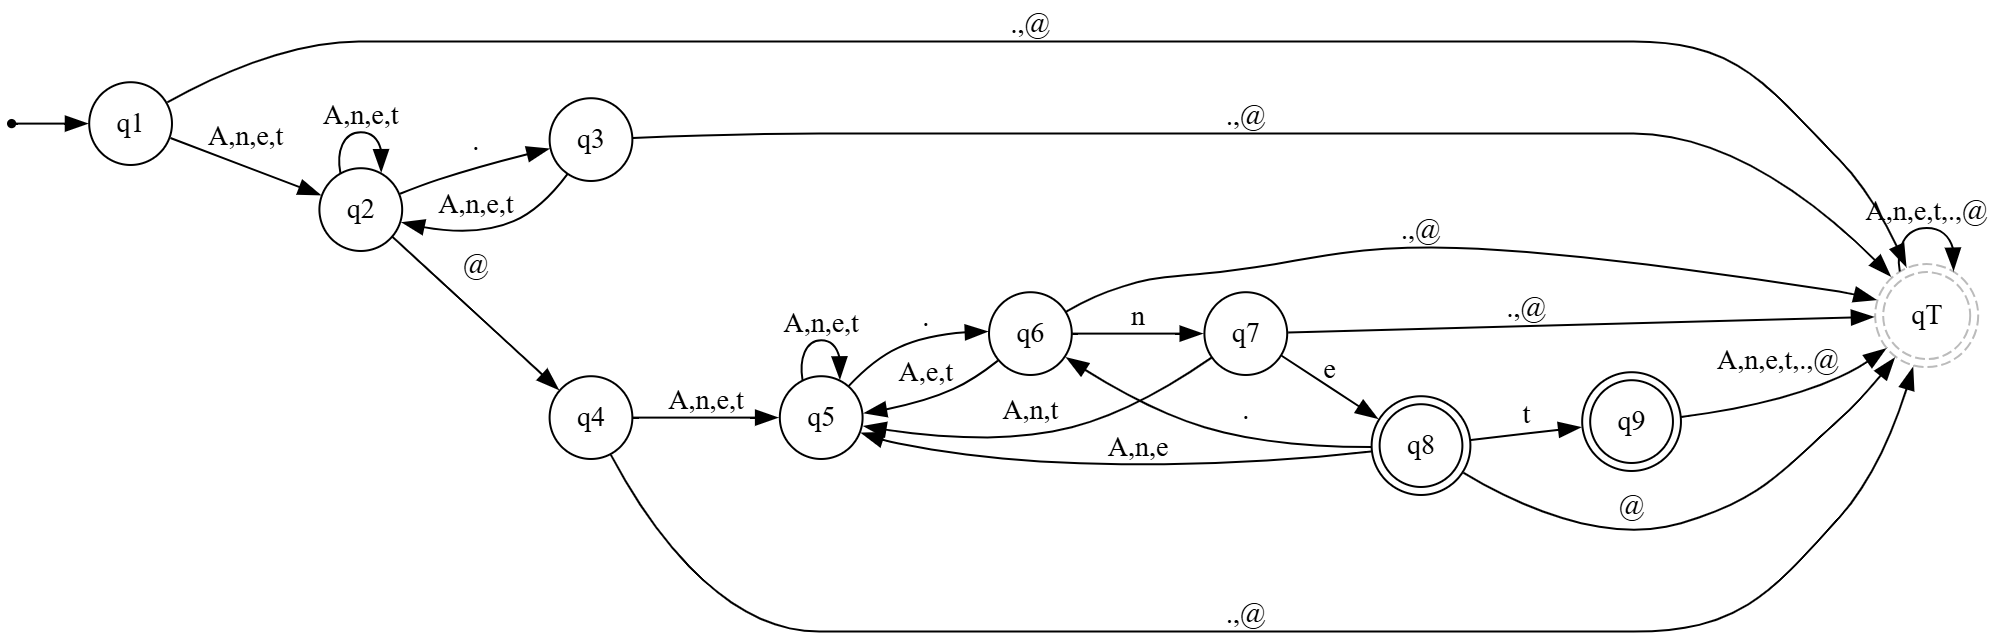 .,@
q1
A,n,e,t
A,n,e,t
.
q3
.,@
q2
A,n,e,t
A,n,e,t,.,@
@
.,@
qT
A,n,e,t
.
q6
n
q7
.,@
A,e,t
e
A,n,e,t,.,@
q4
A,n,e,t
q5
A,n,t
.
t
q9
A,n,e
q8
@
.,@